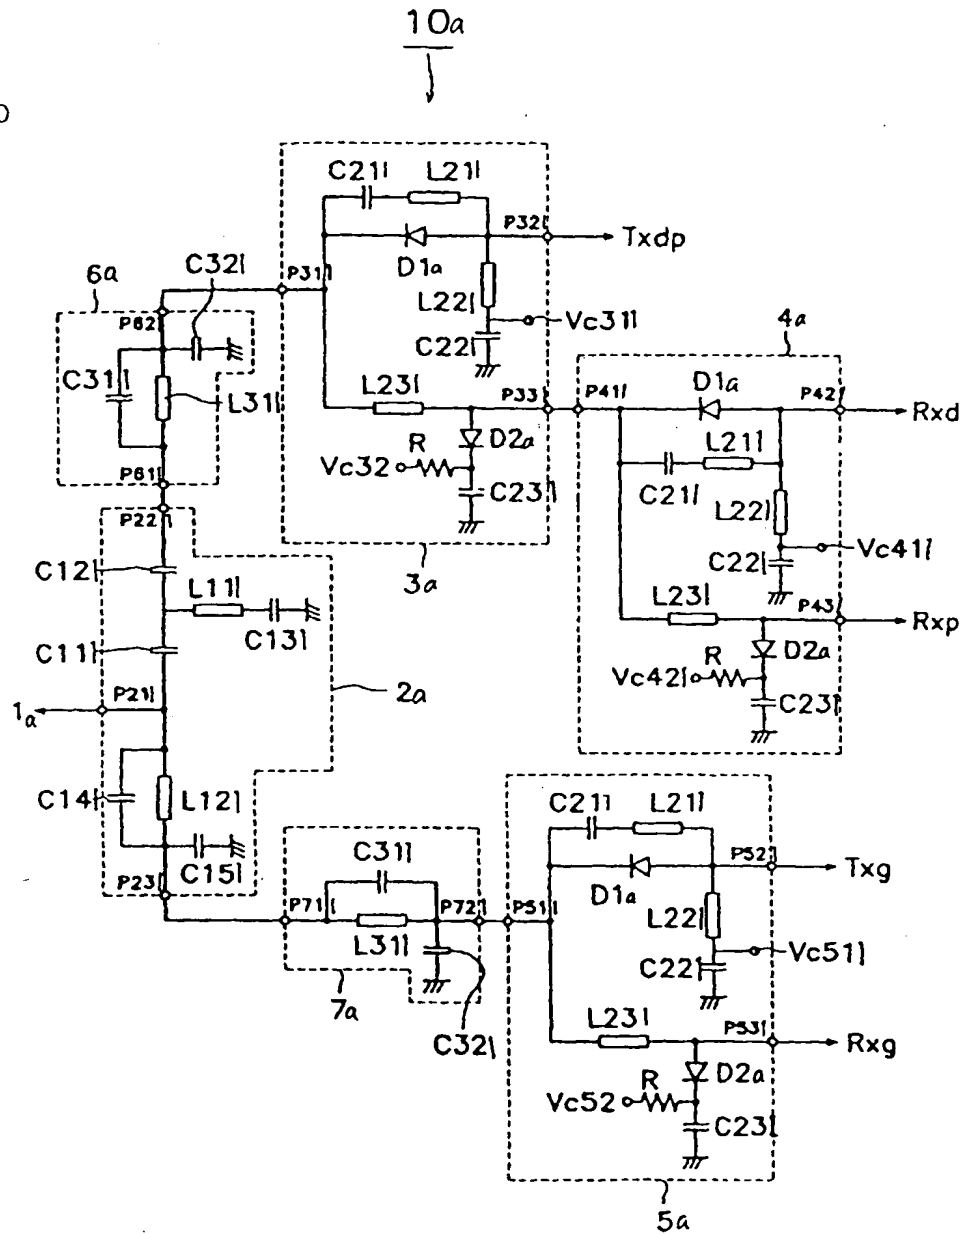 10a
C211
L211
P321
Txdp
C321
6a
P311
D1a
L221
Vc311
4a
P621
C221
D1a
C311
L311
L231
P331
P411
P421
Rxd
D2a
L211
R
Vc32
P611
C231
C211
L221
P221
Vc411
C121
L111
3a
C221
L231
P431
C131
Rxp
C111
D2a
R
Vc421
P211
2a
C231
1a
C141
L121
C211
L211
C151
C311
P521
Txg
P231
D1a
P711
P721
P511
L221
L311
Vc511
C221
7a
L231
P531
C321
Rxg
R
D2a
Vc52
C231
5a